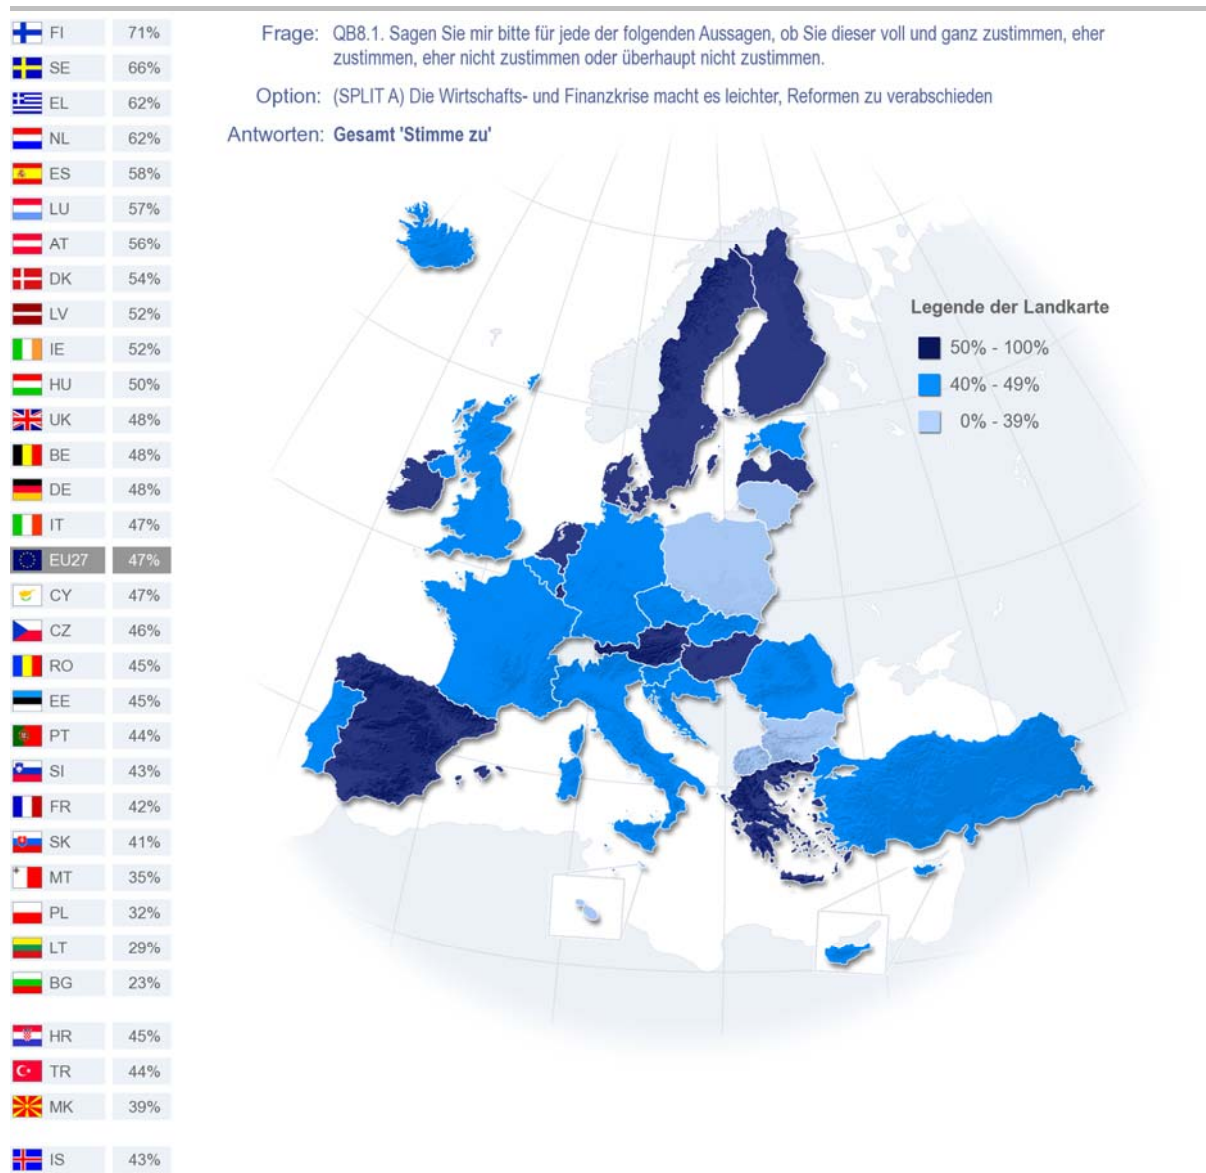 FI 71%
SE 66%
EL 62%
NL 62%
ES 58%
LU 57%
AT 56%
DK 54%
LV 52%
IE 52%
HU 50%
UK 48%
BE 48%
DE 48%
IT 47%
EU27 47%
CY 47%
CZ 46%
RO 45%
EE 45%
PT 44%
SI 43%
FR 42%
SK 41%
MT 35%
PL 32%
LT 29%
BG 23%
HR 45%
TR 44%
MK 39%
IS 43%
Frage: QB8.1. Sagen Sie mir bitte für jede der folgenden Aussagen, ob Sie dieser voll und ganz zustimmen, eher
zustimmen, eher nicht zustimmen oder überhaupt nicht zustimmen.
Option: (SPLIT A) Die Wirtschafts- und Finanzkrise macht es leichter, Reformen zu verabschieden
Antworten: Gesamt 'Stimme zu'
Legende der Landkarte
50% - 100%
40% - 49%
0% - 39%